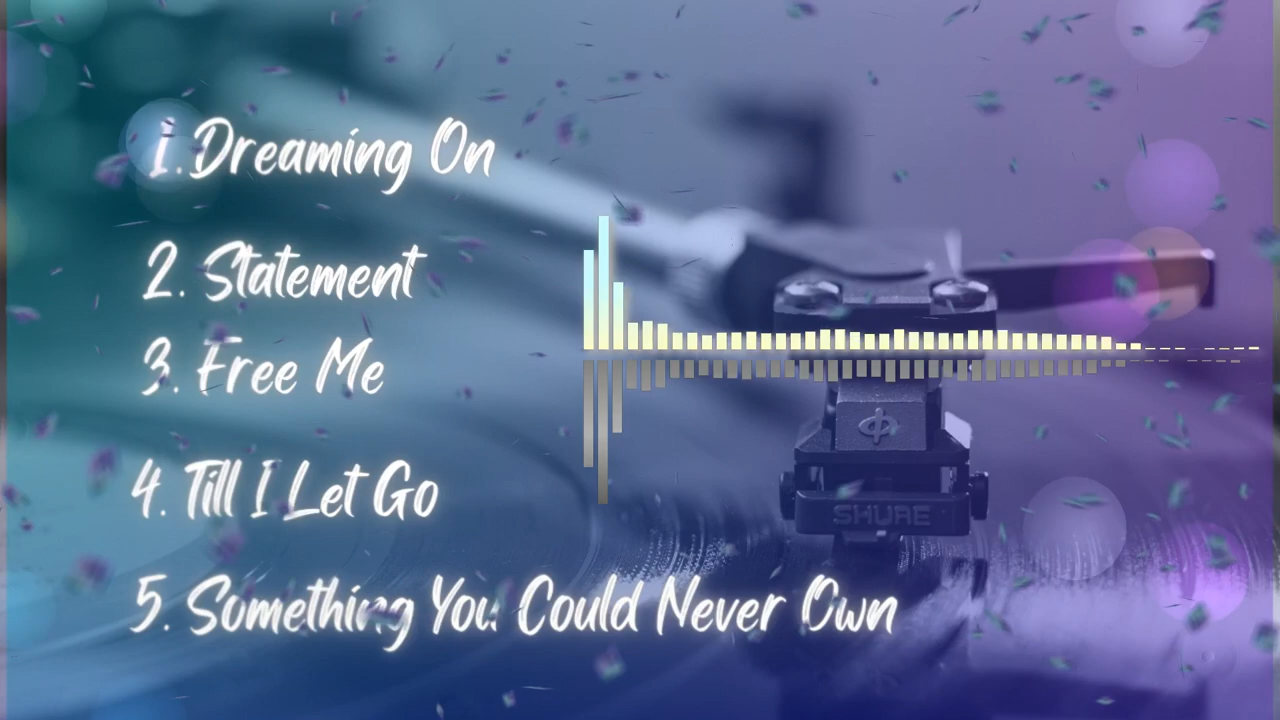 1. Dreaming On
2. Statement
3. Free Me
4. Till I Let Go
SHURE
5. Something You Could Never Own